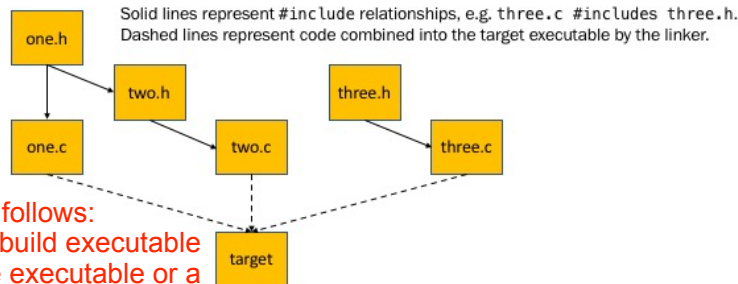 Solid lines represent #include relationships, e.g. three.c #includes three.h.
Dashed lines represent code combined into the target executable by the linker.
one.h
two.h
three.h
one.c
two.c
three.c
follows:
build executable
executable or a
target